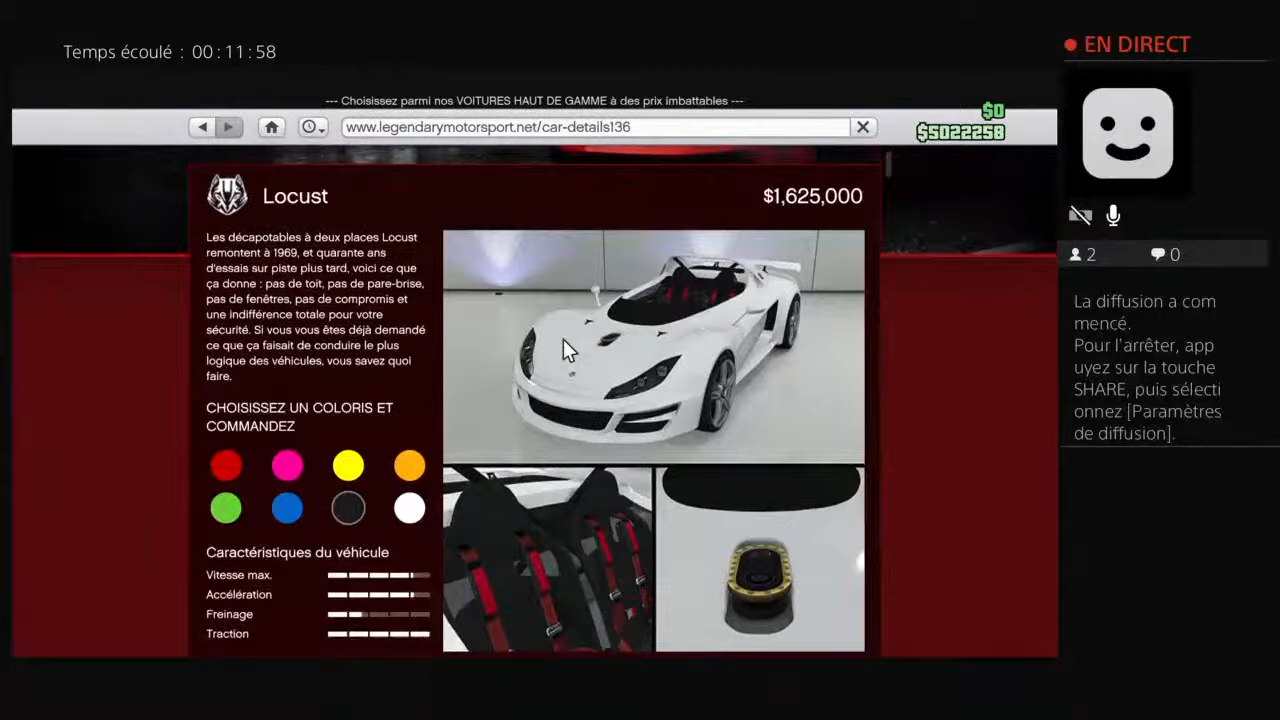 Temps écoulé : 00:11:58
EN DIRECT
--- Choisissez parmi nos VOITURES HAUT DE GAMME à des prix imbattables ---
www.legendarymotorsport.net/car-details136
$0
$5022258
Locust
$1,625,000
Les décapotables à deux places Locust
remontent à 1969, et quarante ans
d'essais sur piste plus tard, voici ce que
ça donne : pas de toit, pas de pare-brise,
pas de fenêtres, pas de compromis et
une indifférence totale pour votre
sécurité. Si vous vous êtes déjà demandé
ce que ça faisait de conduire le plus
logique des véhicules, vous savez quoi
faire.
CHOISISSEZ UN COLORIS ET
COMMANDEZ
Caractéristiques du véhicule
Vitesse max.
Accélération
Freinage
Traction
2
0
La diffusion a com
mencé.
Pour l'arrêter, app
uyez sur la touche
SHARE, puis sélecti
onnez [Paramètres
de diffusion].